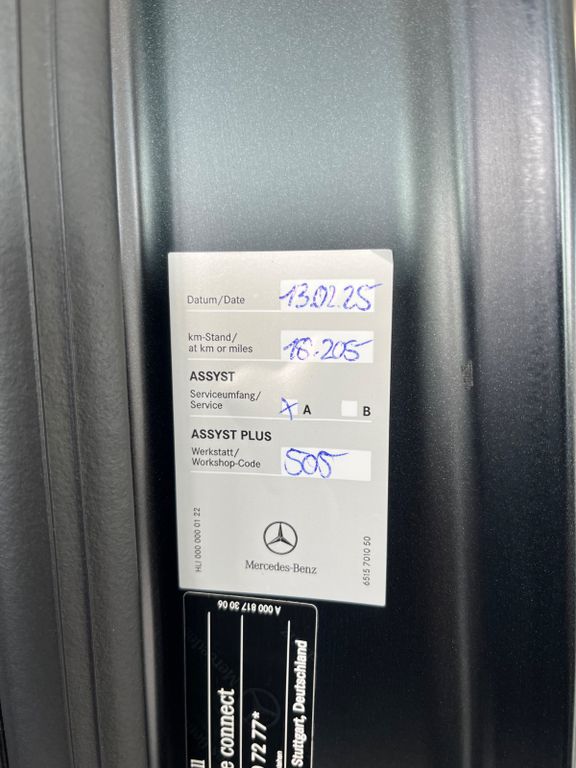 Datum/Date 13.02.25
km-Stand/
at km or miles 18.205
ASSYST
Serviceumfang/
Service X A B
ASSYST PLUS
Werkstatt/
Workshop-Code 505
Mercedes-Benz
HLI 000 000 01 22
6515 7010 50
A 000 817 30 06
e connect
72 77*
Stuttgart, Deutschland